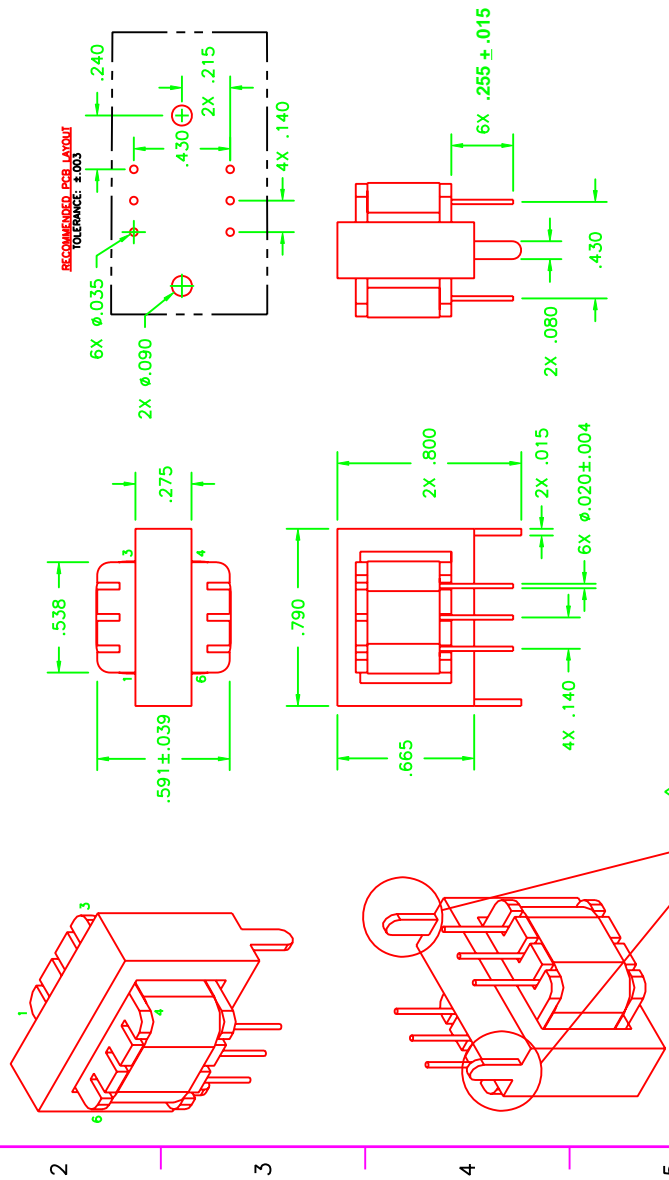 RECOMMENDED PCB LAYOUT
TOLERANCE: ±.003
.240
2X .215
.430
4X .140
6X ø.035
2X ø.090
6X .255 ± .015
.430
2X .080
.275
.538
1
3
4
6
.591±.039
.790
2X .800
2X .015
6X ø.020±.004
4X .140
.665
1
3
4
6
2
3
4
5